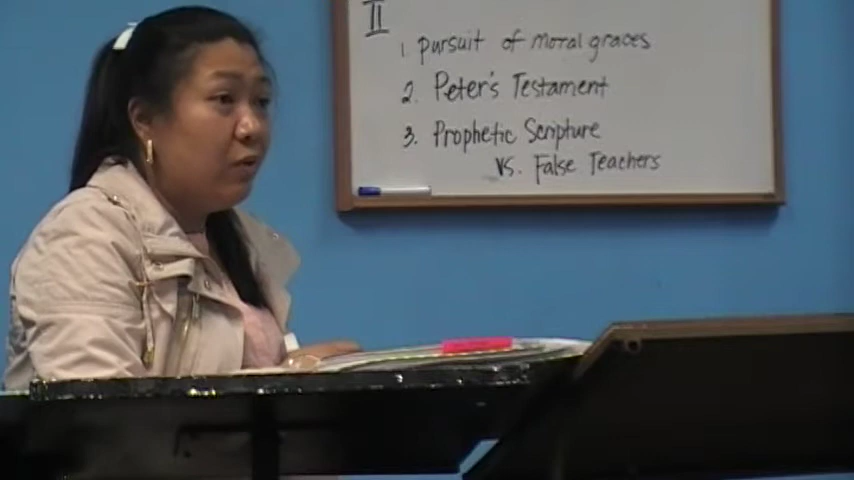 II
1. pursuit of moral graces
2. Peter's Testament
3. Prophetic Scripture
vs. False Teachers